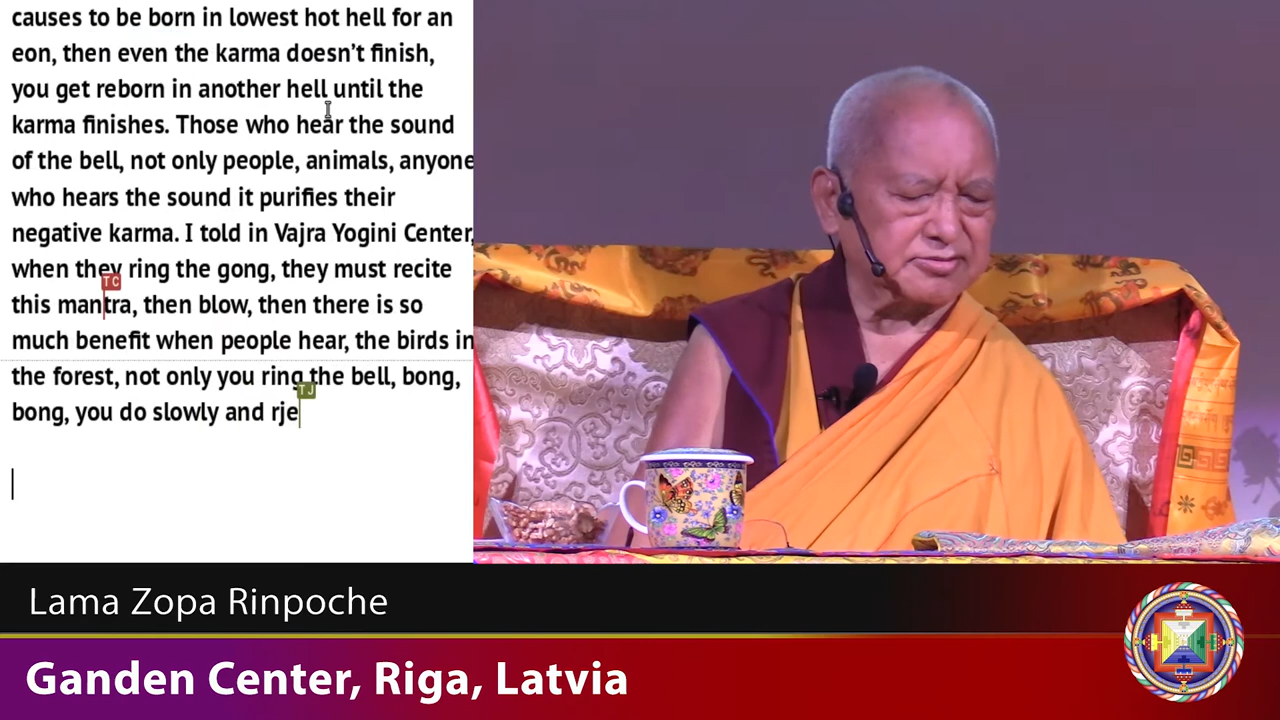 causes to be born in lowest hot hell for an
eon, then even the karma doesn’t finish,
you get reborn in another hell until the
karma finishes. Those who hear the sound
of the bell, not only people, animals, anyone
who hears the sound it purifies their
negative karma. I told in Vajra Yogini Center,
when they ring the gong, they must recite
TC
this mantra, then blow, then there is so
much benefit when people hear, the birds in
the forest, not only you ring the bell, bong,
TJ
bong, you do slowly and rje
Lama Zopa Rinpoche
Ganden Center, Riga, Latvia